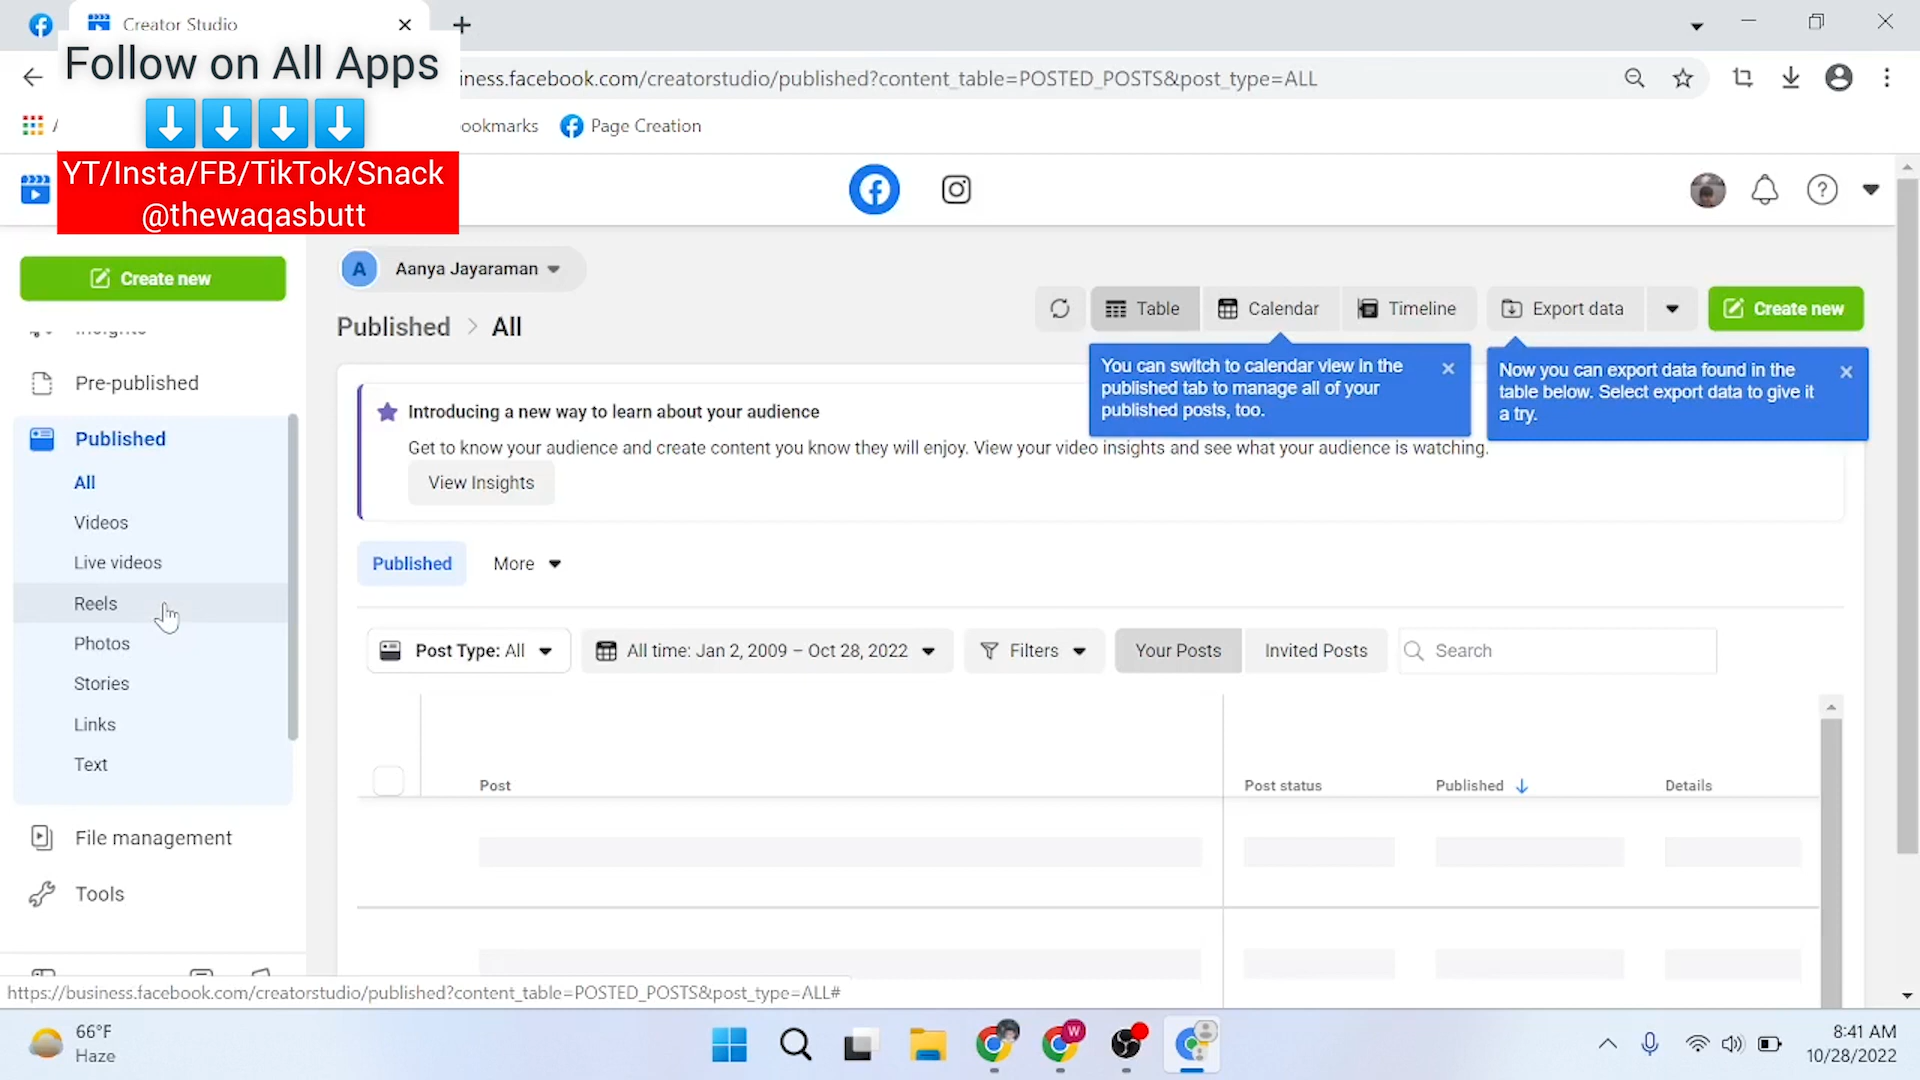 Creator Studio
Follow on All Apps
iness.facebook.com/creatorstudio/published?content_table=POSTED_POSTS&post_type=ALL
ookmarks
Page Creation
YT/Insta/FB/TikTok/Snack
@thewaqasbutt
Create new
Aanya Jayaraman
Published > All
Table
Calendar
Timeline
Export data
Create new
You can switch to calendar view in the
published tab to manage all of your
published posts, too.
Now you can export data found in the
table below. Select export data to give it
a try.
Insights
Pre-published
Published
All
Videos
Live videos
Reels
Photos
Stories
Links
Text
File management
Tools
Introducing a new way to learn about your audience
Get to know your audience and create content you know they will enjoy. View your video insights and see what your audience is watching.
View Insights
Published
More
Post Type: All
All time: Jan 2, 2009 – Oct 28, 2022
Filters
Your Posts
Invited Posts
Search
Post
Post status
Published
Details
https://business.facebook.com/creatorstudio/published?content_table=POSTED_POSTS&post_type=ALL#
66°F
Haze
W
8:41 AM
10/28/2022